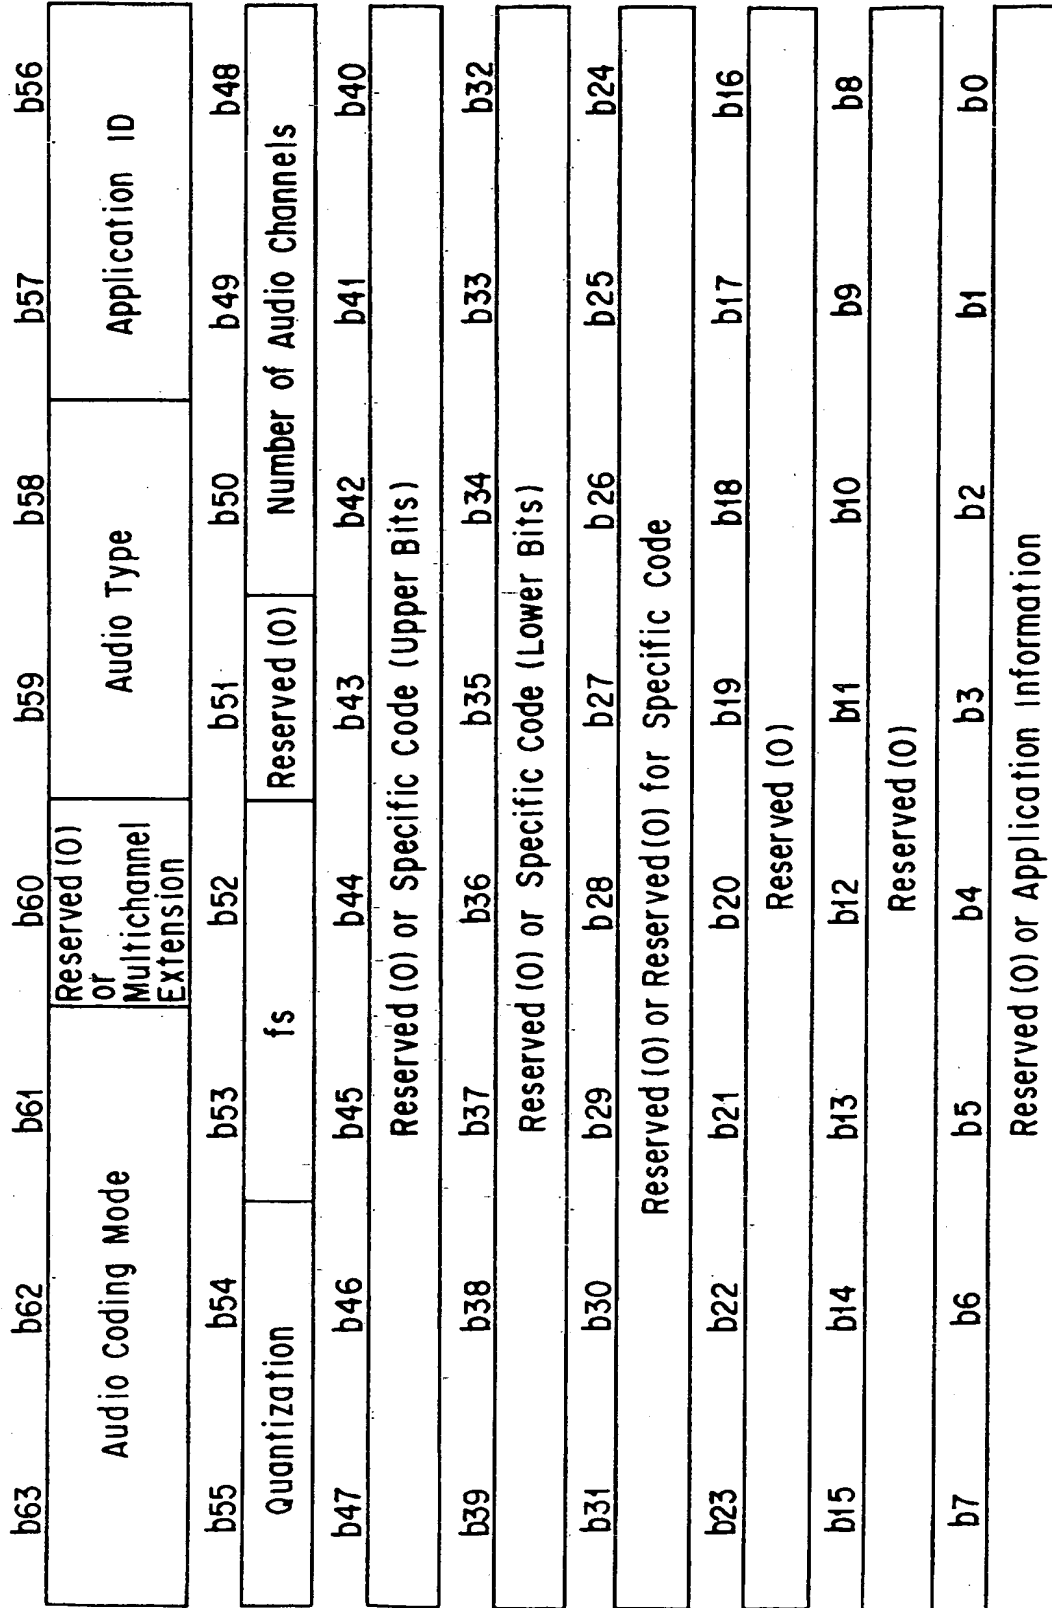 b63 b62 b61 b60 b59 b58 b57 b56
Audio Coding Mode
Reserved (0)
or
Multichannel
Extension
Audio Type
Application ID
b55 b54 b53 b52 b51 b50 b49 b48
Quantization
fs
Reserved (0)
Number of Audio Channels
b47 b46 b45 b44 b43 b42 b41 b40
Reserved (0) or Specific Code (Upper Bits)
b39 b38 b37 b36 b35 b34 b33 b32
Reserved (0) or Specific Code (Lower Bits)
b31 b30 b29 b28 b27 b26 b25 b24
Reserved (0) or Reserved (0) for Specific Code
b23 b22 b21 b20 b19 b18 b17 b16
Reserved (0)
b15 b14 b13 b12 b11 b10 b9 b8
Reserved (0)
b7 b6 b5 b4 b3 b2 b1 b0
Reserved (0) or Application Information